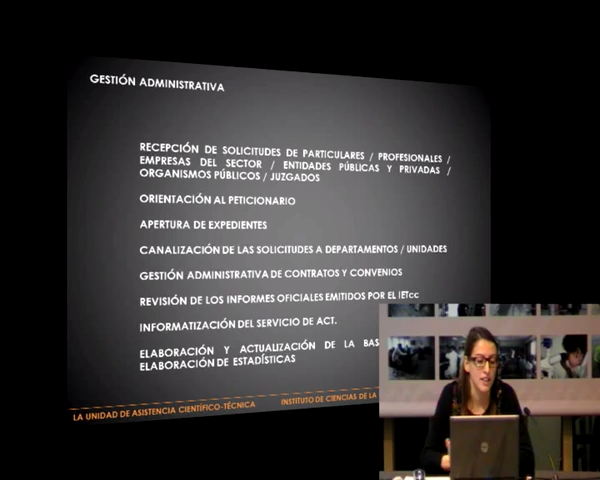 GESTIÓN ADMINISTRATIVA
RECEPCIÓN DE SOLICITUDES DE PARTICULARES / PROFESIONALES /
EMPRESAS DEL SECTOR / ENTIDADES PÚBLICAS Y PRIVADAS /
ORGANISMOS PÚBLICOS / JUZGADOS
ORIENTACIÓN AL PETICIONARIO
APERTURA DE EXPEDIENTES
CANALIZACIÓN DE LAS SOLICITUDES A DEPARTAMENTOS / UNIDADES
GESTIÓN ADMINISTRATIVA DE CONTRATOS Y CONVENIOS
REVISIÓN DE LOS INFORMES OFICIALES EMITIDOS POR EL IETcc
INFORMATIZACIÓN DEL SERVICIO DE ACT.
ELABORACIÓN Y ACTUALIZACIÓN DE LA BAS
ELABORACIÓN DE ESTADÍSTICAS
LA UNIDAD DE ASISTENCIA CIENTÍFICO-TÉCNICA INSTITUTO DE CIENCIAS DE LA